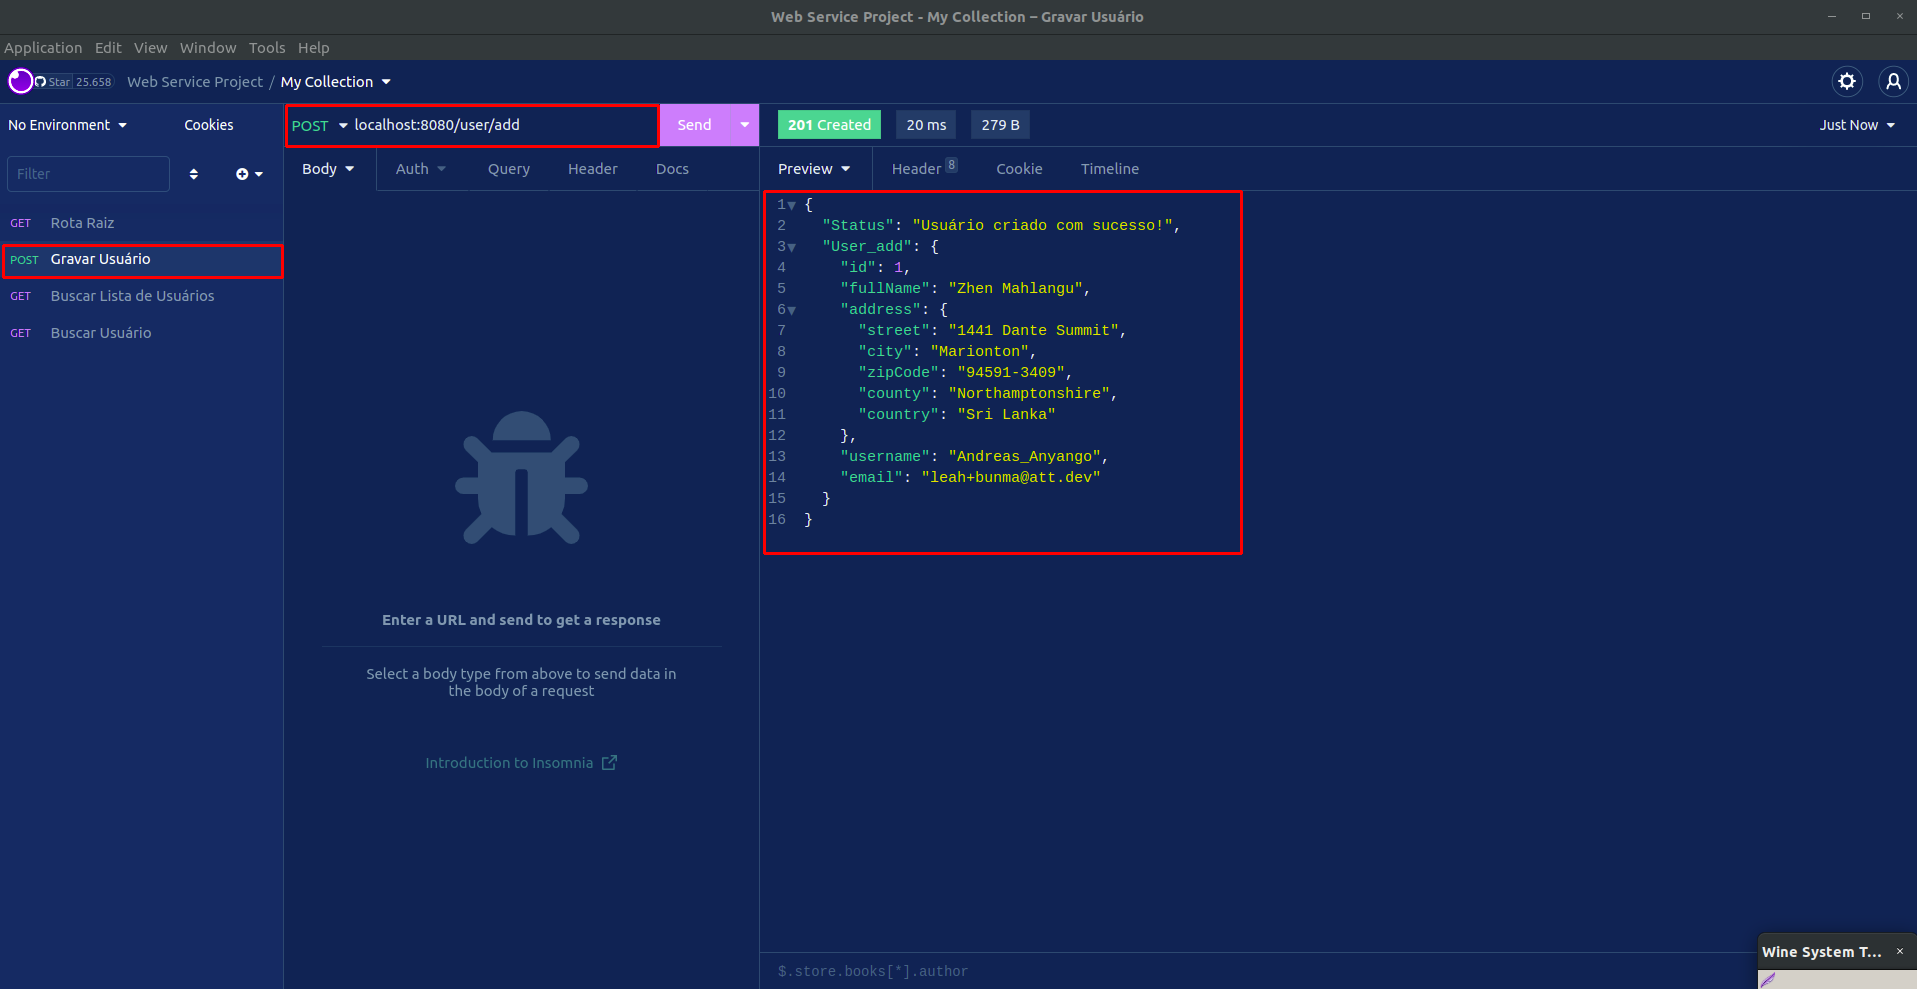 Web Service Project - My Collection – Gravar Usuário
Application Edit View Window Tools Help
Star 25.658 Web Service Project / My Collection
No Environment Cookies
Filter
GET Rota Raiz
POST Gravar Usuário
GET Buscar Lista de Usuários
GET Buscar Usuário
POST localhost:8080/user/add Send
Body Auth Query Header Docs
Enter a URL and send to get a response
Select a body type from above to send data in
the body of a request
Introduction to Insomnia
201 Created 20 ms 279 B Just Now
Preview Header 8 Cookie Timeline
1 {
2 "Status": "Usuário criado com sucesso!",
3 "User_add": {
4 "id": 1,
5 "fullName": "Zhen Mahlangu",
6 "address": {
7 "street": "1441 Dante Summit",
8 "city": "Marionton",
9 "zipCode": "94591-3409",
10 "county": "Northamptonshire",
11 "country": "Sri Lanka"
12 },
13 "username": "Andreas_Anyango",
14 "email": "leah+bunma@att.dev"
15 }
16 }
$.store.books[*].author
Wine System T...